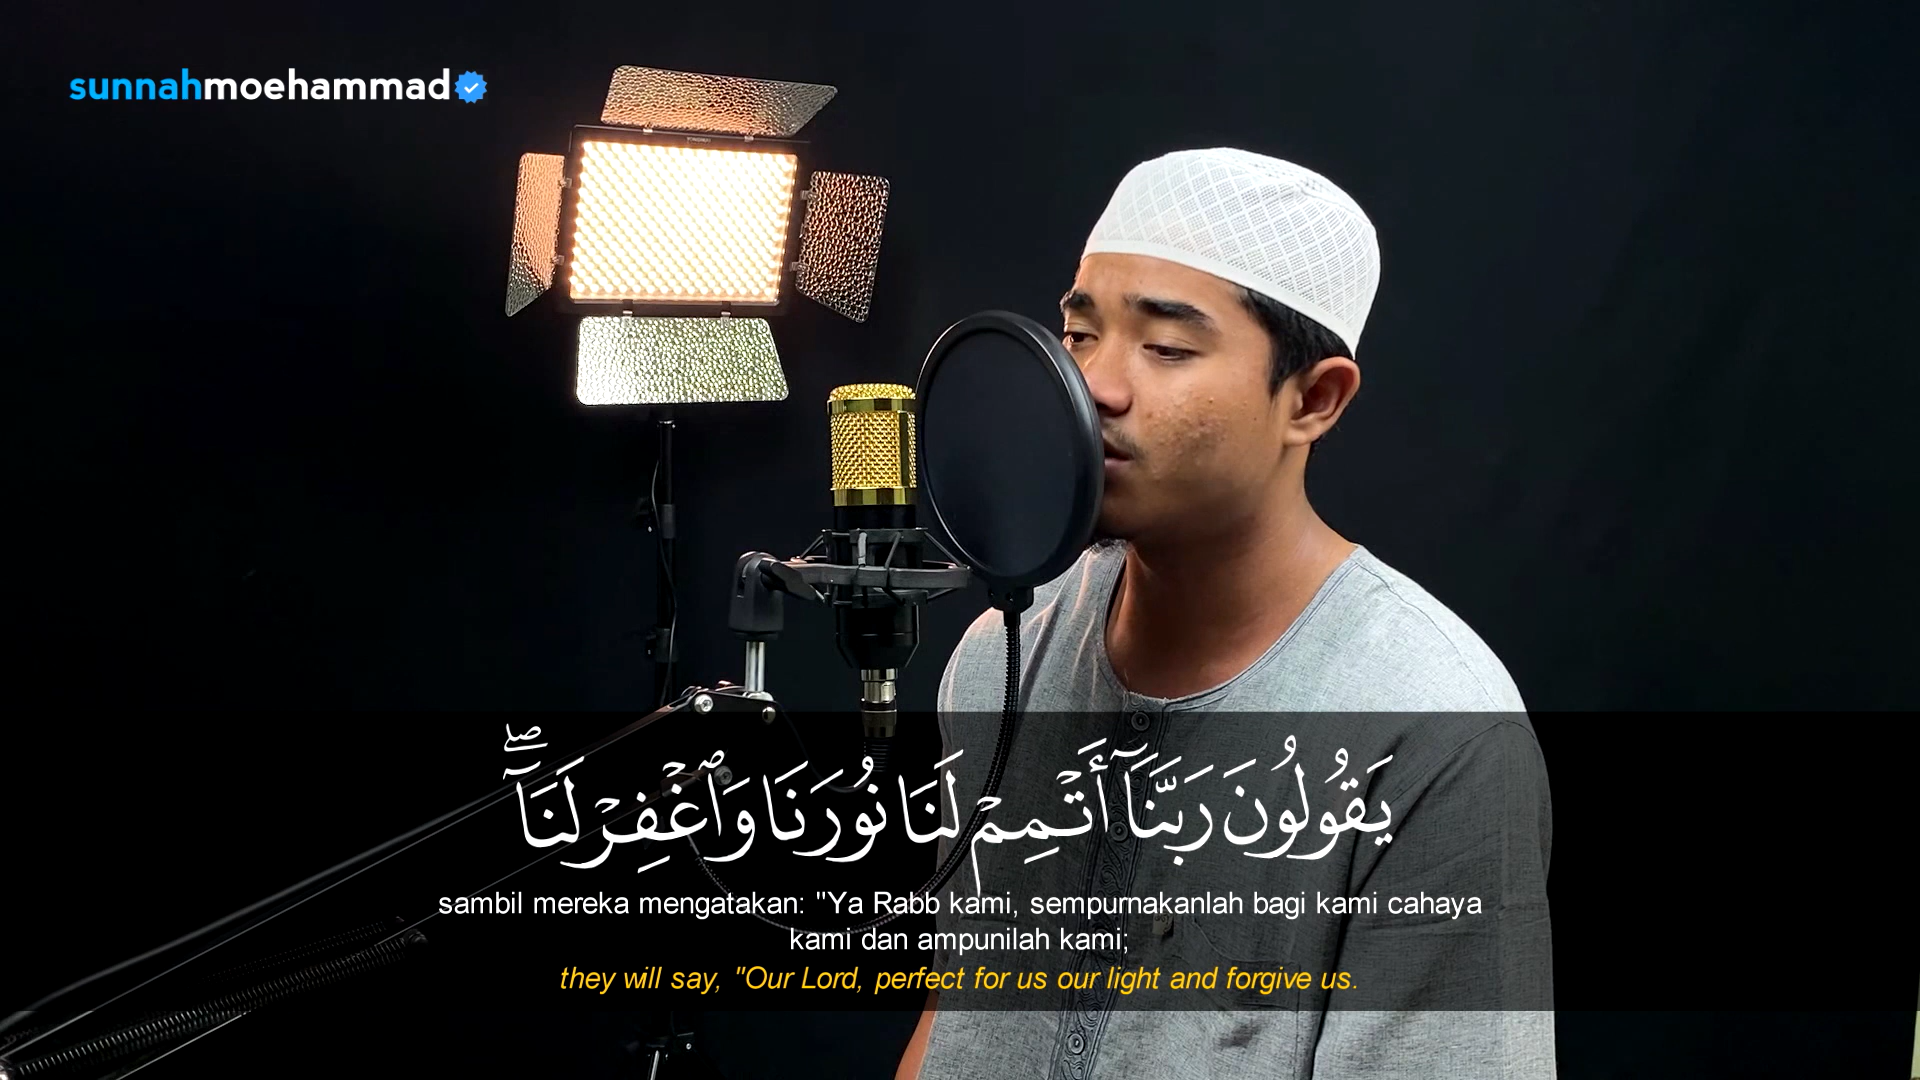 sunnahmoehammad
يَقُولُونَ رَبَّنَآ أَتْمِمْ لَنَا نُورَنَا وَٱغْفِرْ لَنَآ ۖ
sambil mereka mengatakan: "Ya Rabb kami, sempurnakanlah bagi kami cahaya
kami dan ampunilah kami;
they will say, "Our Lord, perfect for us our light and forgive us.